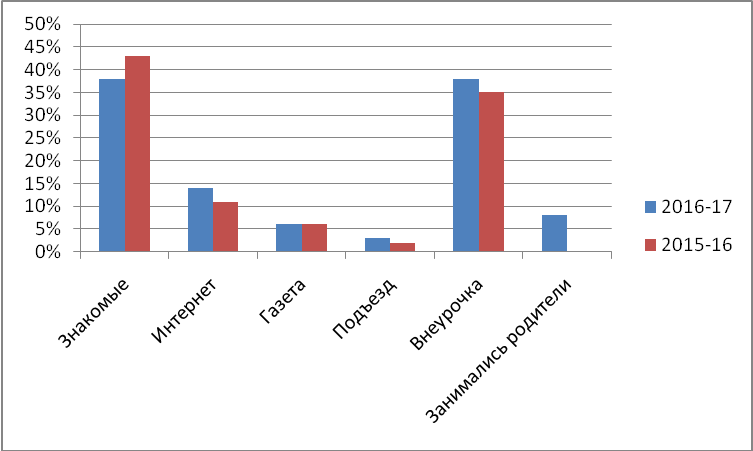 50%
45%
40%
35%
30%
25%
20%
15%
10%
5%
0%
Знакомые
Интернет
Газета
Подъезд
Внеурочка
Занимались родители
2016-17
2015-16